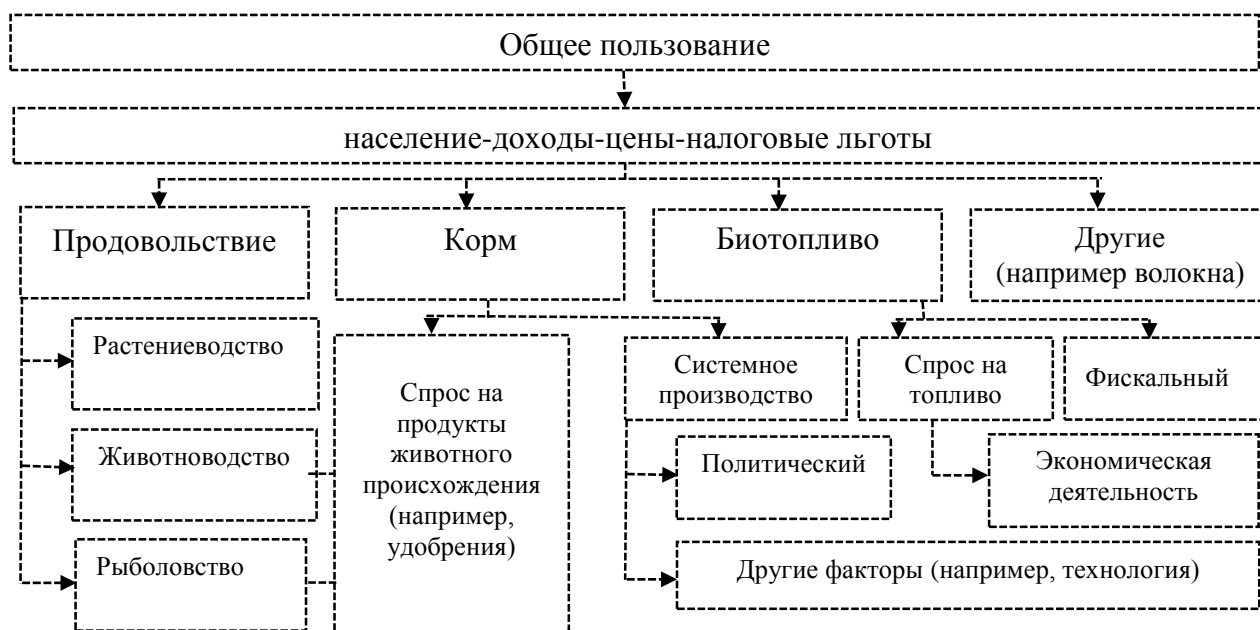 Общее пользование
население-доходы-цены-налоговые льготы
Продовольствие
Корм
Биотопливо
Другие
(например волокна)
Растениеводство
Животноводство
Рыболовство
Спрос на
продукты
животного
происхождения
(например,
удобрения)
Системное
производство
Спрос на
топливо
Фискальный
Политический
Экономическая
деятельность
Другие факторы (например, технология)